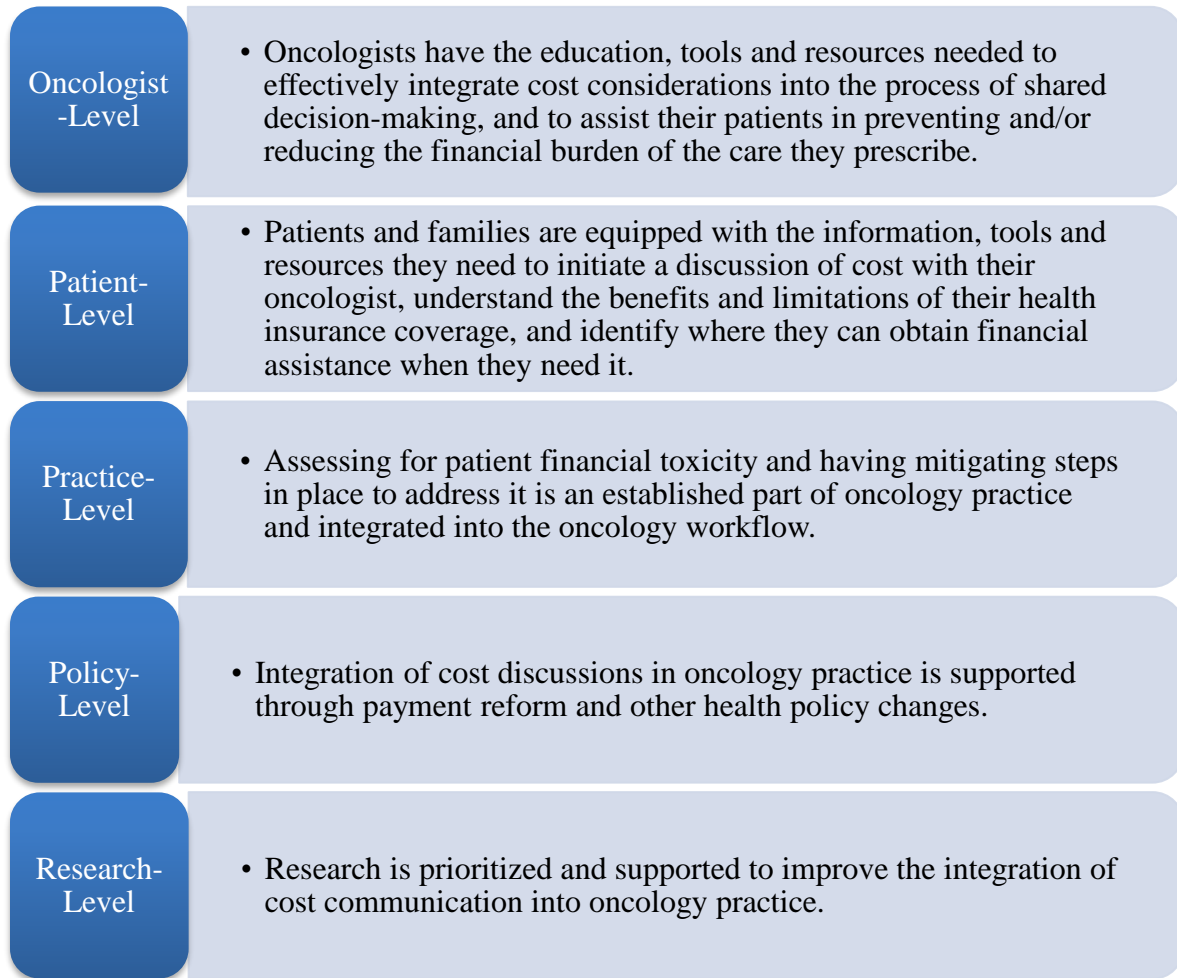 Oncologist
-Level
• Oncologists have the education, tools and resources needed to
effectively integrate cost considerations into the process of shared
decision-making, and to assist their patients in preventing and/or
reducing the financial burden of the care they prescribe.
Patient-
Level
• Patients and families are equipped with the information, tools and
resources they need to initiate a discussion of cost with their
oncologist, understand the benefits and limitations of their health
insurance coverage, and identify where they can obtain financial
assistance when they need it.
Practice-
Level
• Assessing for patient financial toxicity and having mitigating steps
in place to address it is an established part of oncology practice
and integrated into the oncology workflow.
Policy-
Level
• Integration of cost discussions in oncology practice is supported
through payment reform and other health policy changes.
Research-
Level
• Research is prioritized and supported to improve the integration of
cost communication into oncology practice.